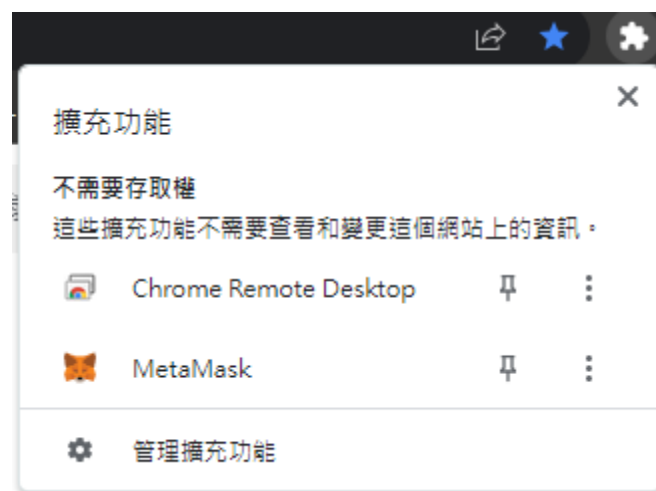 擴充功能
不需要存取權
這些擴充功能不需要查看和變更這個網站上的資訊。
Chrome Remote Desktop
MetaMask
管理擴充功能